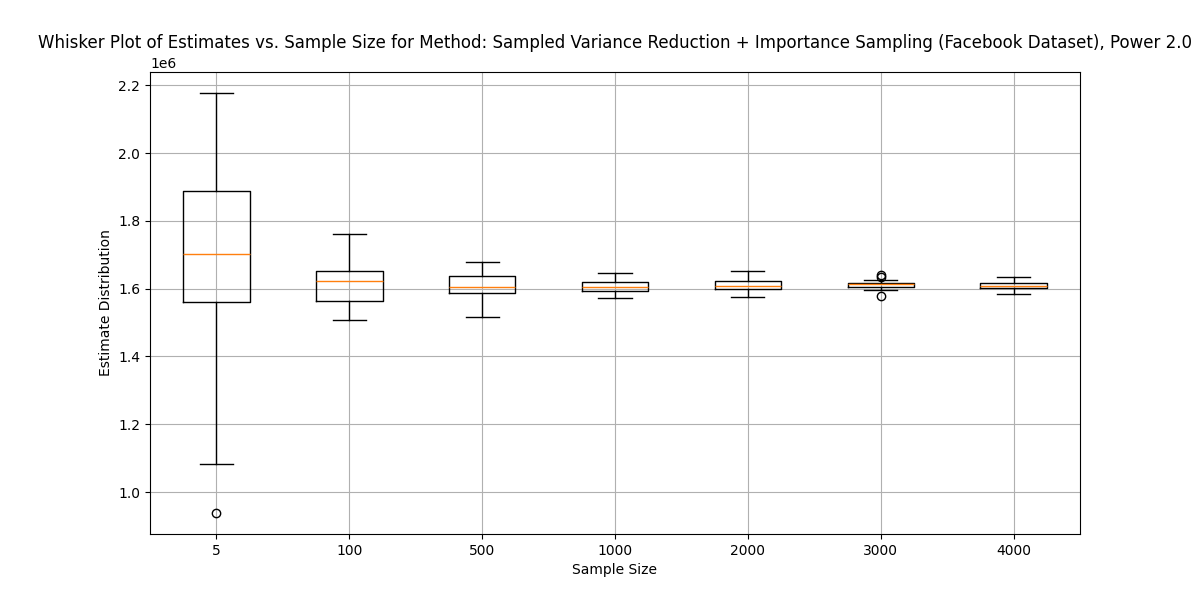 Whisker Plot of Estimates vs. Sample Size for Method: Sampled Variance Reduction + Importance Sampling (Facebook Dataset), Power 2.0
1e6
2.2
2.0
1.8
1.6
1.4
1.2
1.0
Estimate Distribution
5 100 500 1000 2000 3000 4000
Sample Size